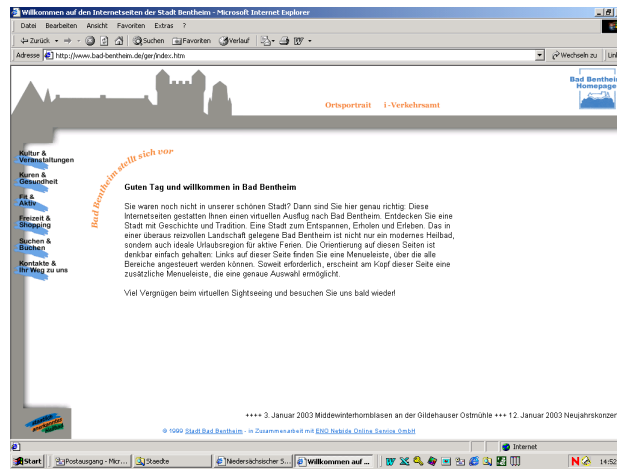 Willkommen auf den Internetseiten der Stadt Bentheim - Microsoft Internet Explorer
Datei Bearbeiten Ansicht Favoriten Extras ?
Zurück Suchen Favoriten Verlauf
Adresse http://www.bad-bentheim.de/ger/index.htm Wechseln zu
Bad Bentheim
Homepage
Ortsportrait i-Verkehrsamt
Bad Bentheim stellt sich vor
Kultur &
Veranstaltungen
Kuren &
Gesundheit
Fit &
Aktiv
Freizeit &
Shopping
Suchen &
Buchen
Kontakte &
Ihr Weg zu uns
Guten Tag und willkommen in Bad Bentheim
Sie waren noch nicht in unserer schönen Stadt? Dann sind Sie hier genau richtig: Diese
Internetseiten gestatten Ihnen einen virtuellen Ausflug nach Bad Bentheim. Entdecken Sie eine
Stadt mit Geschichte und Tradition. Eine Stadt zum Entspannen, Erholen und Erleben. Das in
einer überaus reizvollen Landschaft gelegene Bad Bentheim ist nicht nur ein modernes Heilbad,
sondern auch ideale Urlaubsregion für aktive Ferien. Die Orientierung auf diesen Seiten ist
denkbar einfach gehalten: Links auf dieser Seite finden Sie eine Menueleiste, über die alle
Bereiche angesteuert werden können. Soweit erforderlich, erscheint am Kopf dieser Seite eine
zusätzliche Menueleiste, die eine genaue Auswahl ermöglicht.
Viel Vergnügen beim virtuellen Sightseeing und besuchen Sie uns bald wieder!
++++ 3. Januar 2003 Middewinterhornblasen an der Gildehauser Ostmühle +++ 12. Januar 2003 Neujahrskonzer
staatlich
anerkanntes
Heilbad
© 1999 Stadt Bad Bentheim - in Zusammenarbeit mit ENO Nebide Online Service GmbH
Internet
Start Postausgang - Micr... Staedte Niedersächsischer S... Willkommen auf ... 14:52